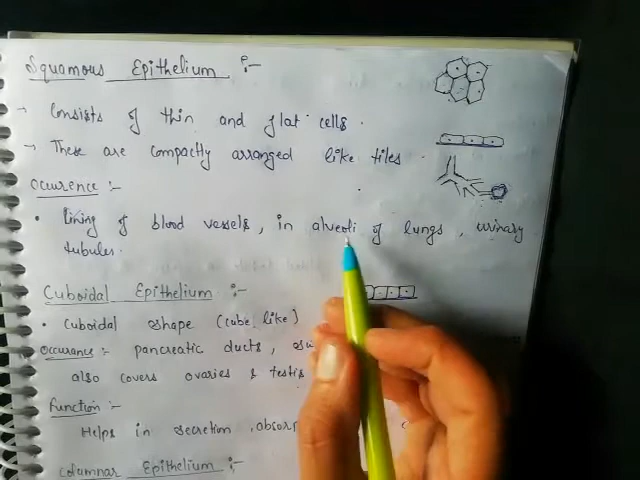 Squamous Epithelium :-
→ Consists of thin and flat cells.
→ These are compactly arranged like tiles.
Occurence :-
• Lining of blood vessels, in alveoli of lungs, urinary
tubules.
Cuboidal Epithelium :-
• Cuboidal shape (cube like)
Occurance :- pancreatic ducts,
also covers ovaries & testis
Function :-
Helps in secretion, absorp
Columnar Epithelium :-